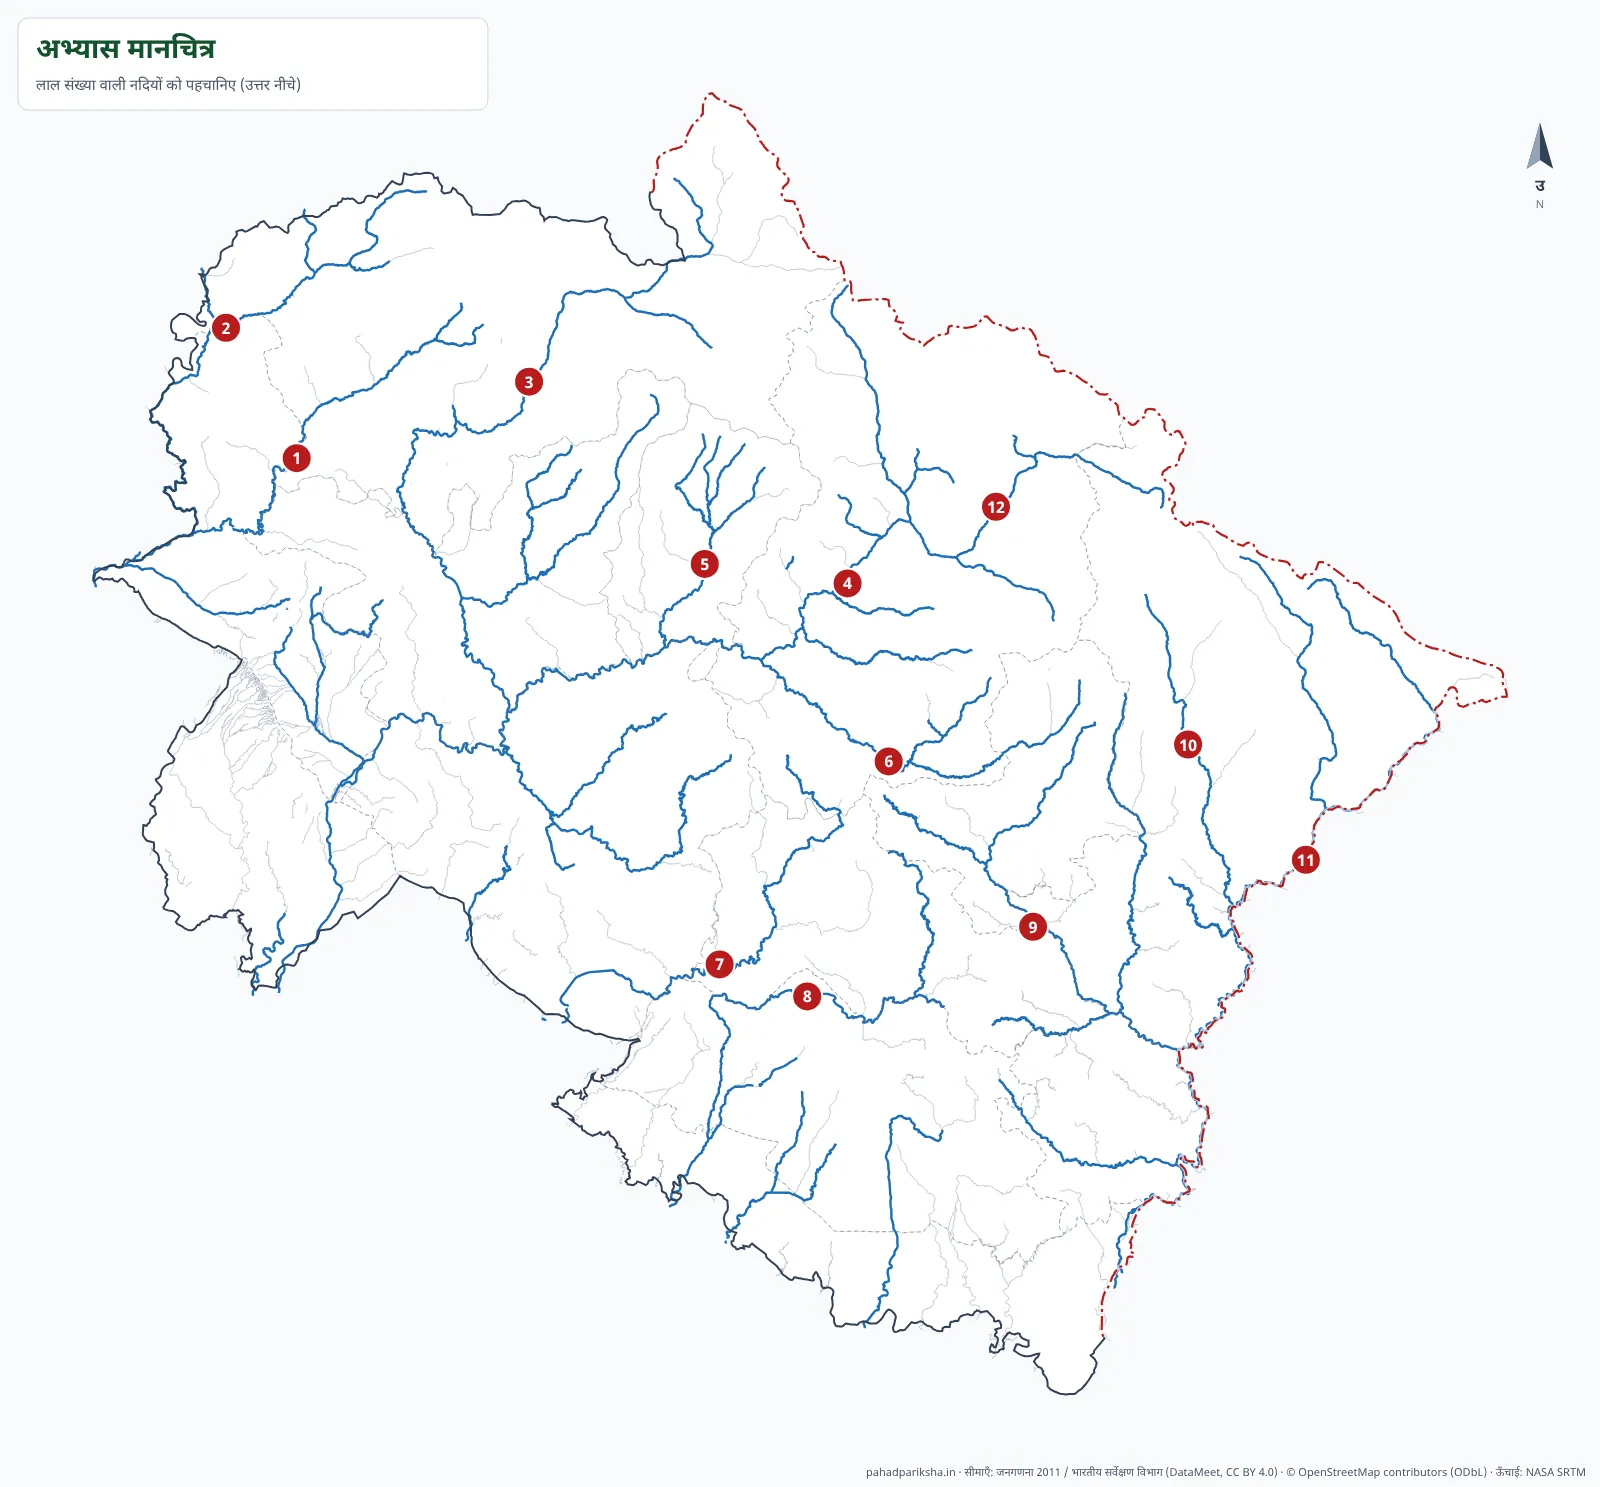 अभ्यास मानचित्र
लाल संख्या वाली नदियों को पहचानिए (उत्तर नीचे)
उ
N
2
3
1
12
5
4
10
6
11
9
7
8
pahadpariksha.in · सीमाएँ: जनगणना 2011 / भारतीय सर्वेक्षण विभाग (DataMeet, CC BY 4.0) · © OpenStreetMap contributors (ODbL) · ऊँचाई: NASA SRTM